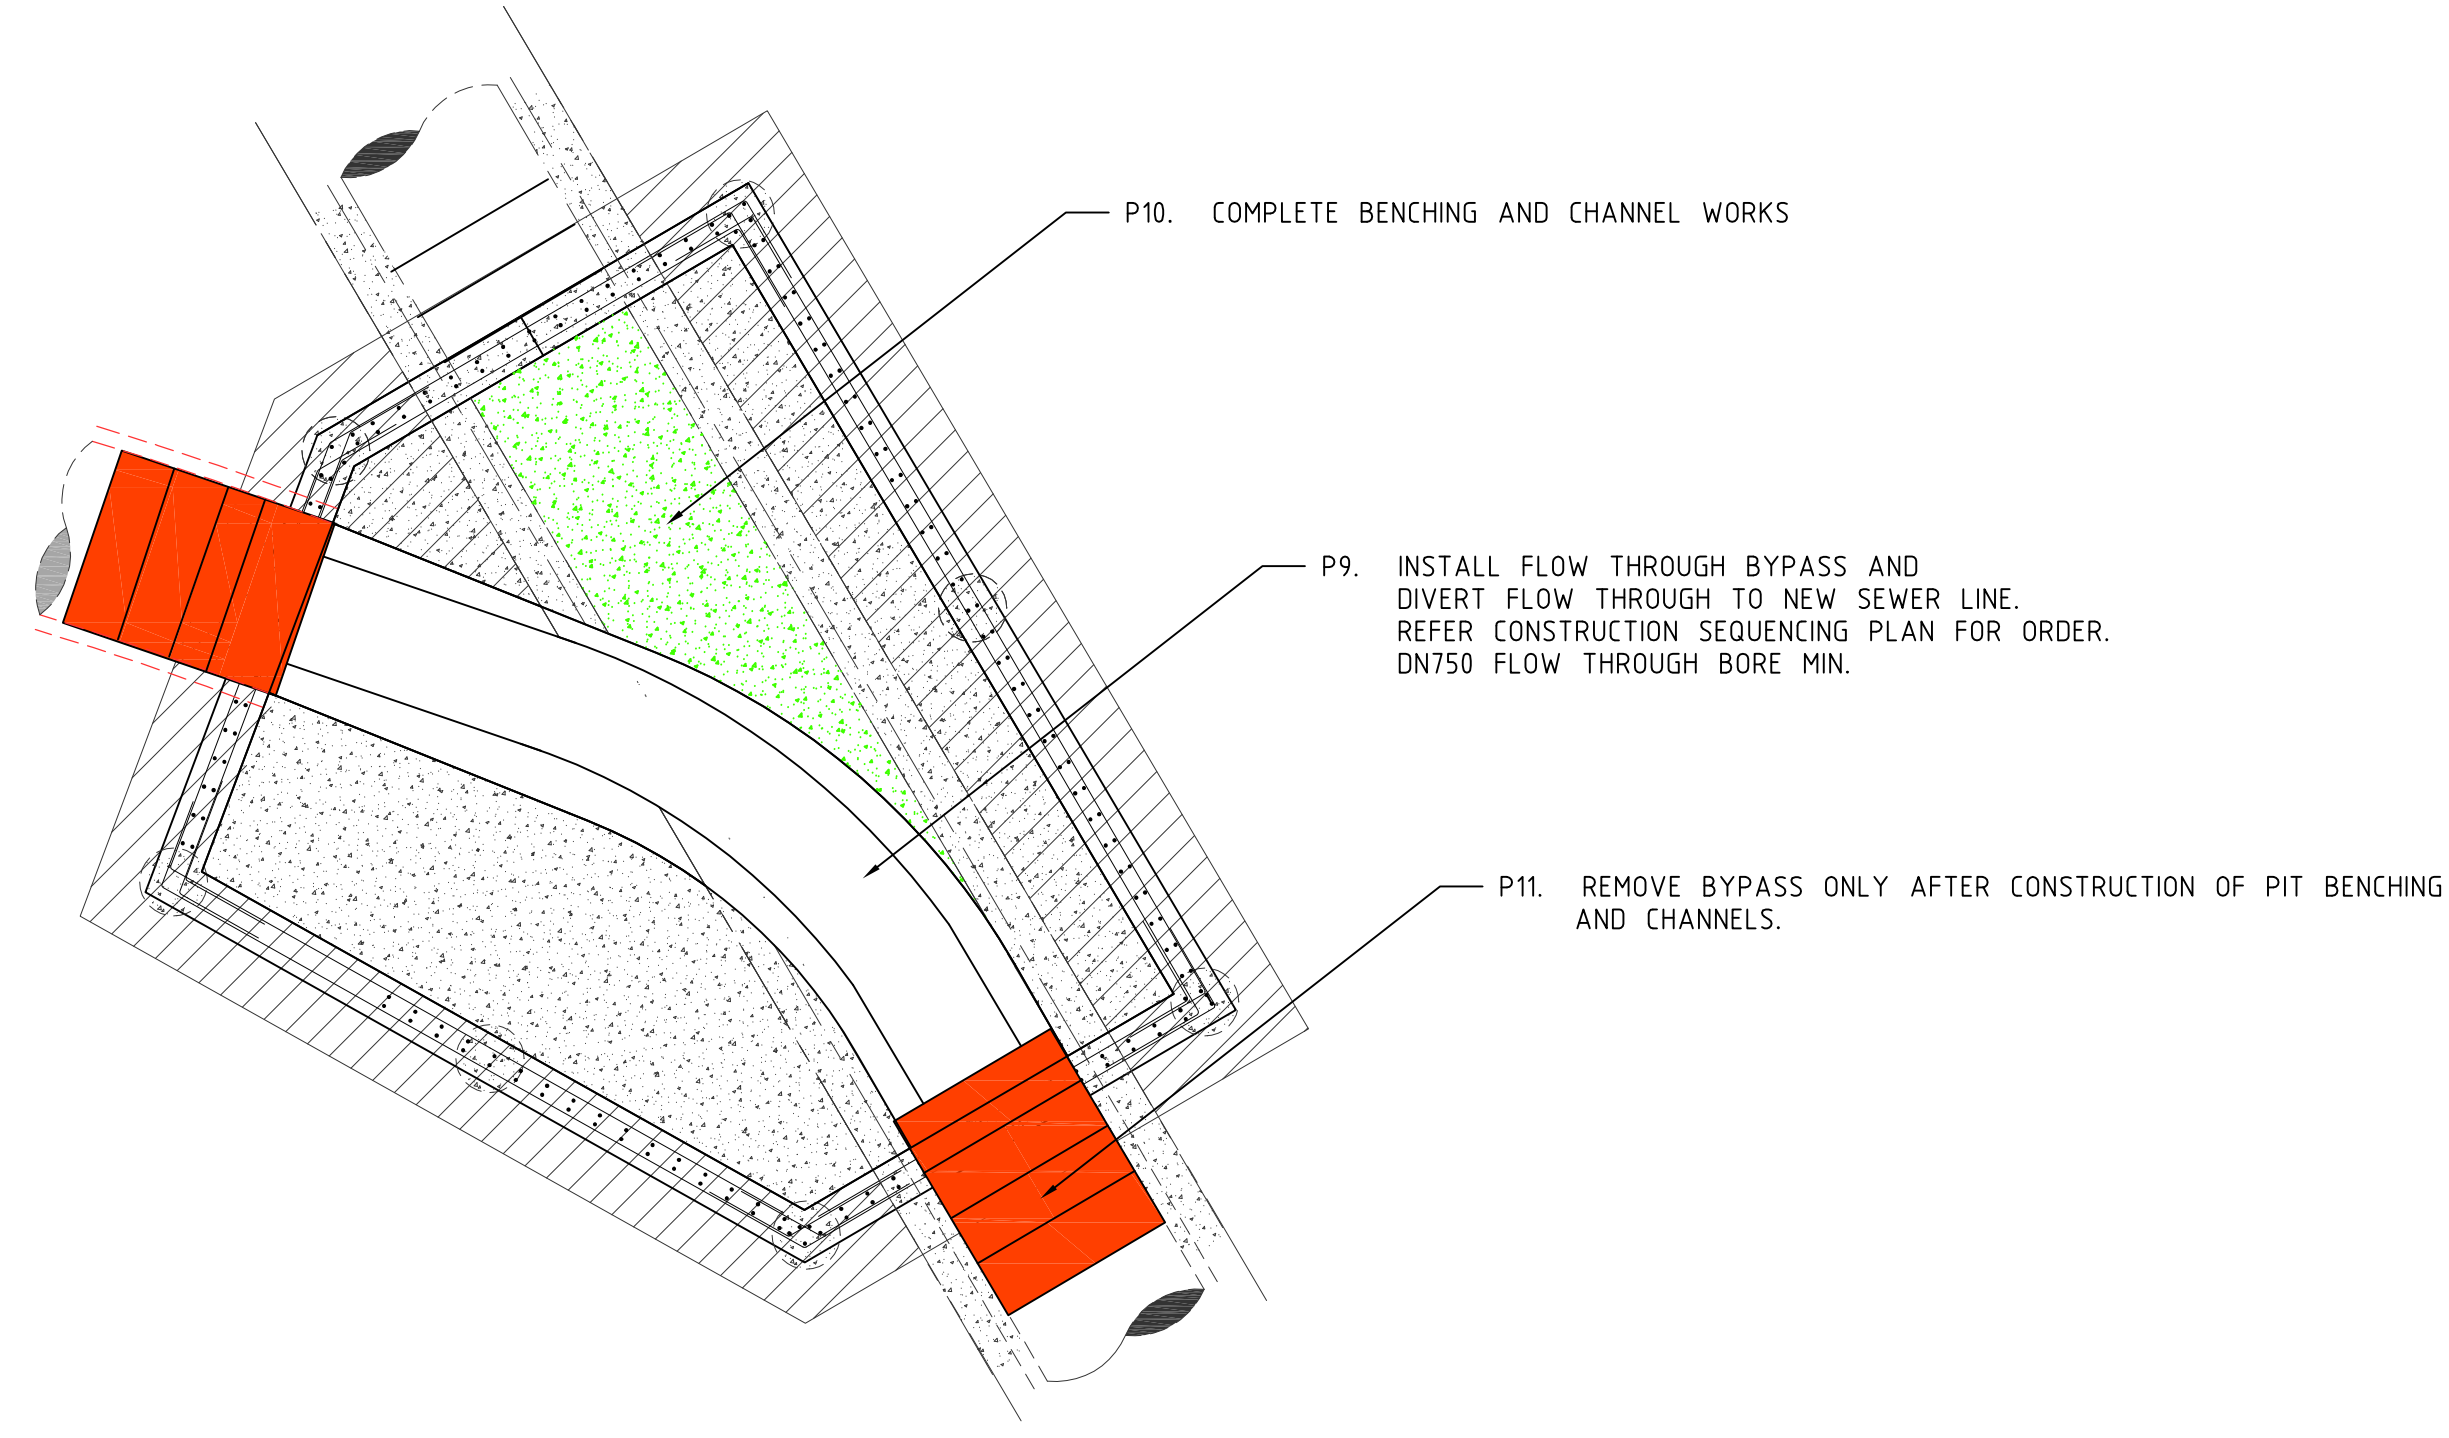 P10. COMPLETE BENCHING AND CHANNEL WORKS
P9. INSTALL FLOW THROUGH BYPASS AND
DIVERT FLOW THROUGH TO NEW SEWER LINE.
REFER CONSTRUCTION SEQUENCING PLAN FOR ORDER.
DN750 FLOW THROUGH BORE MIN.
P11. REMOVE BYPASS ONLY AFTER CONSTRUCTION OF PIT BENCHING
AND CHANNELS.